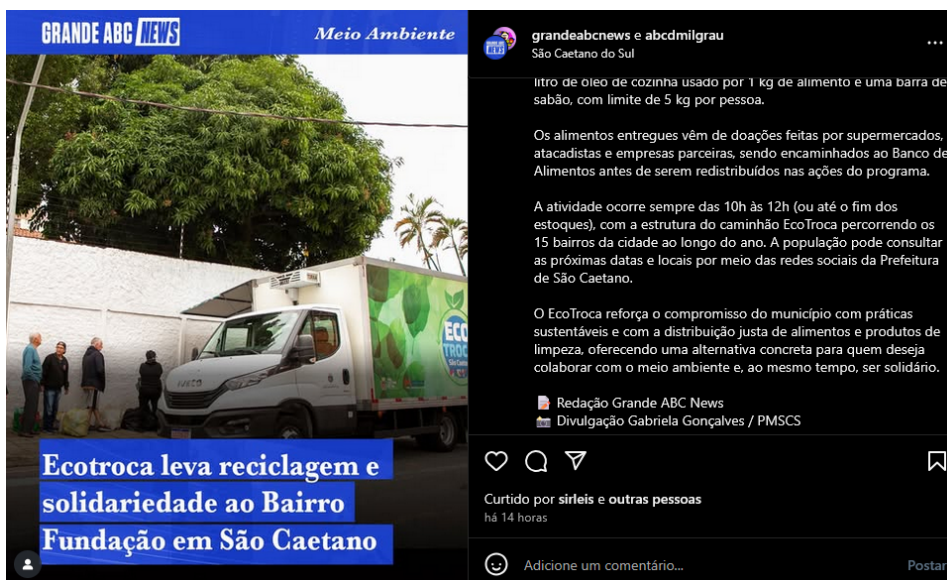 GRANDE ABC NEWS
Meio Ambiente
ECO
TROCA
IVECO
Ecotroca leva reciclagem e
solidariedade ao Bairro
Fundação em São Caetano
grandeabcnews e abcdmilgrau
São Caetano do Sul
litro de óleo de cozinha usado por 1 kg de alimento e uma barra de
sabão, com limite de 5 kg por pessoa.
Os alimentos entregues vêm de doações feitas por supermercados,
atacadistas e empresas parceiras, sendo encaminhados ao Banco de
Alimentos antes de serem redistribuídos nas ações do programa.
A atividade ocorre sempre das 10h às 12h (ou até o fim dos
estoques), com a estrutura do caminhão EcoTroca percorrendo os
15 bairros da cidade ao longo do ano. A população pode consultar
as próximas datas e locais por meio das redes sociais da Prefeitura
de São Caetano.
O EcoTroca reforça o compromisso do município com práticas
sustentáveis e com a distribuição justa de alimentos e produtos de
limpeza, oferecendo uma alternativa concreta para quem deseja
colaborar com o meio ambiente e, ao mesmo tempo, ser solidário.
Redação Grande ABC News
Divulgação Gabriela Gonçalves / PMSCS
Curtido por sirleis e outras pessoas
há 14 horas
Adicione um comentário...
Postar